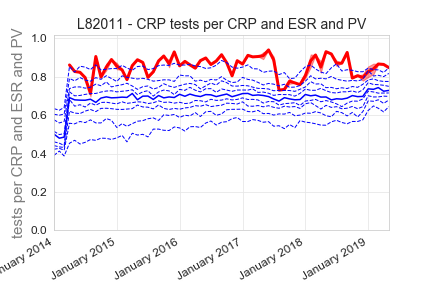 L82011 - CRP tests per CRP and ESR and PV
tests per CRP and ESR and PV
1.0
0.8
0.6
0.4
0.2
0.0
nuary 2014
January 2015
January 2016
January 2017
January 2018
January 2019